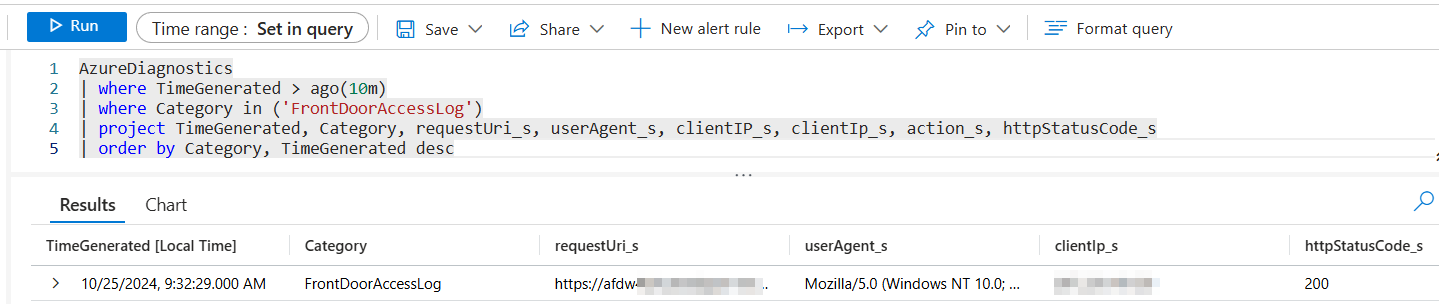 Run Time range : Set in query Save Share New alert rule Export Pin to Format query
1 AzureDiagnostics
2 | where TimeGenerated > ago(10m)
3 | where Category in ('FrontDoorAccessLog')
4 | project TimeGenerated, Category, requestUri_s, userAgent_s, clientIP_s, clientIp_s, action_s, httpStatusCode_s
5 | order by Category, TimeGenerated desc
Results Chart
TimeGenerated [Local Time] Category requestUri_s userAgent_s clientIp_s httpStatusCode_s
10/25/2024, 9:32:29.000 AM FrontDoorAccessLog https://afdw ... Mozilla/5.0 (Windows NT 10.0; ... 200